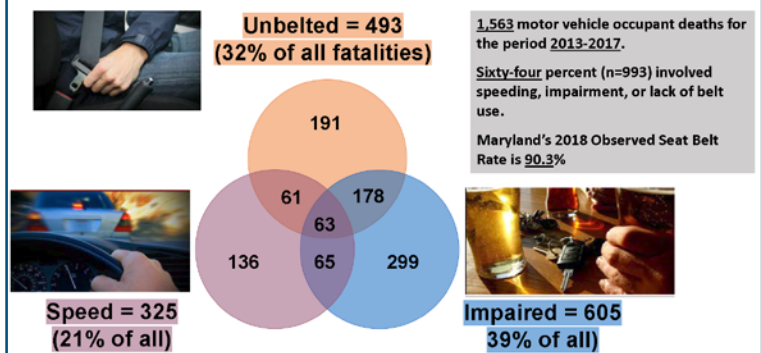 Unbelted = 493
(32% of all fatalities)
1,563 motor vehicle occupant deaths for
the period 2013-2017.
Sixty-four percent (n=993) involved
speeding, impairment, or lack of belt
use.
Maryland's 2018 Observed Seat Belt
Rate is 90.3%
191
61
178
63
136
65
299
Speed = 325
(21% of all)
Impaired = 605
39% of all)